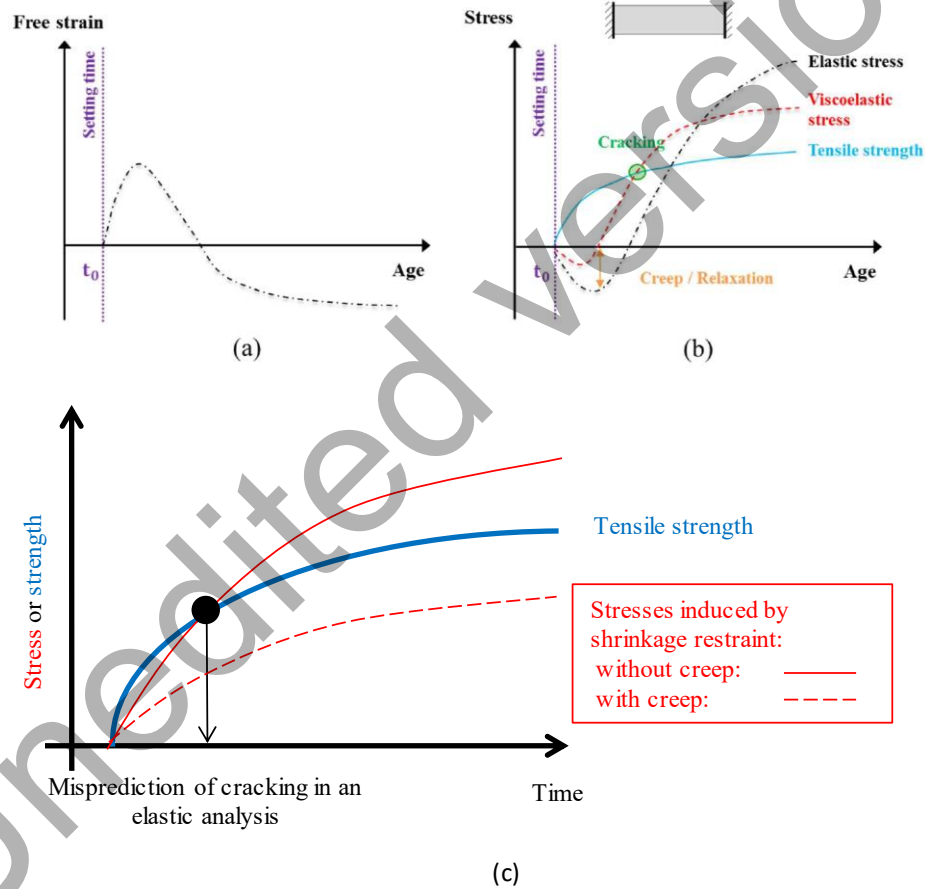 Free strain
Setting time
t0
Age
(a)
Stress
Setting time
Elastic stress
Viscoelastic
stress
Cracking
Tensile strength
t0
Creep / Relaxation
Age
(b)
Stress or strength
Tensile strength
Stresses induced by
shrinkage restraint:
without creep:
with creep:
Misprediction of cracking in an
elastic analysis
Time
(c)
unedited version